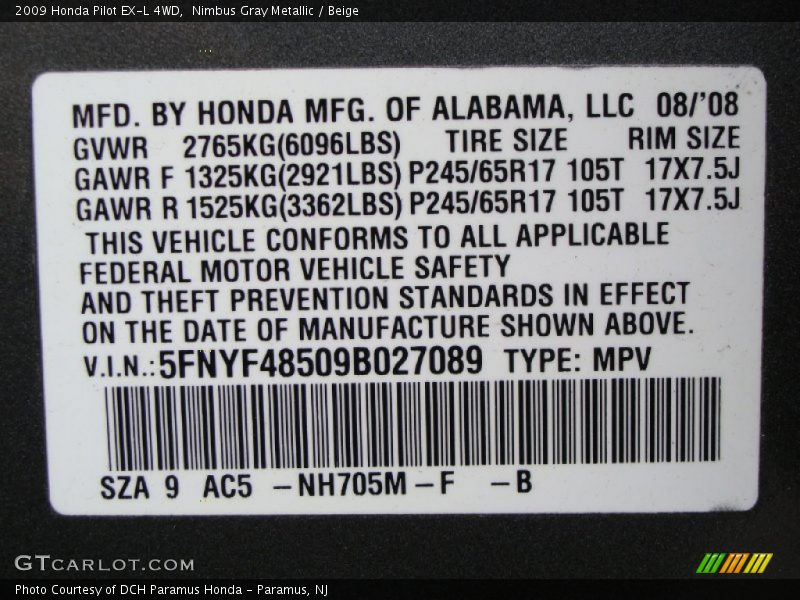 2009 Honda Pilot EX-L 4WD, Nimbus Gray Metallic / Beige
MFD. BY HONDA MFG. OF ALABAMA, LLC 08/'08
GVWR 2765KG(6096LBS) TIRE SIZE RIM SIZE
GAWR F 1325KG(2921LBS) P245/65R17 105T 17X7.5J
GAWR R 1525KG(3362LBS) P245/65R17 105T 17X7.5J
THIS VEHICLE CONFORMS TO ALL APPLICABLE
FEDERAL MOTOR VEHICLE SAFETY
AND THEFT PREVENTION STANDARDS IN EFFECT
ON THE DATE OF MANUFACTURE SHOWN ABOVE.
V.I.N.:5FNYF48509B027089 TYPE: MPV
SZA 9 AC5 -NH705M-F -B
GTCARLOT.COM
Photo Courtesy of DCH Paramus Honda - Paramus, NJ